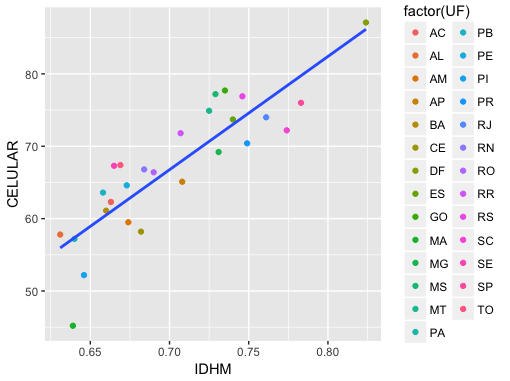 factor(UF)
AC PB
AL PE
AM PI
AP PR
BA RJ
CE RN
DF RO
ES RR
GO RS
MA SC
MG SE
MS SP
MT TO
PA
CELULAR
80
70
60
50
0.65 0.70 0.75 0.80
IDHM